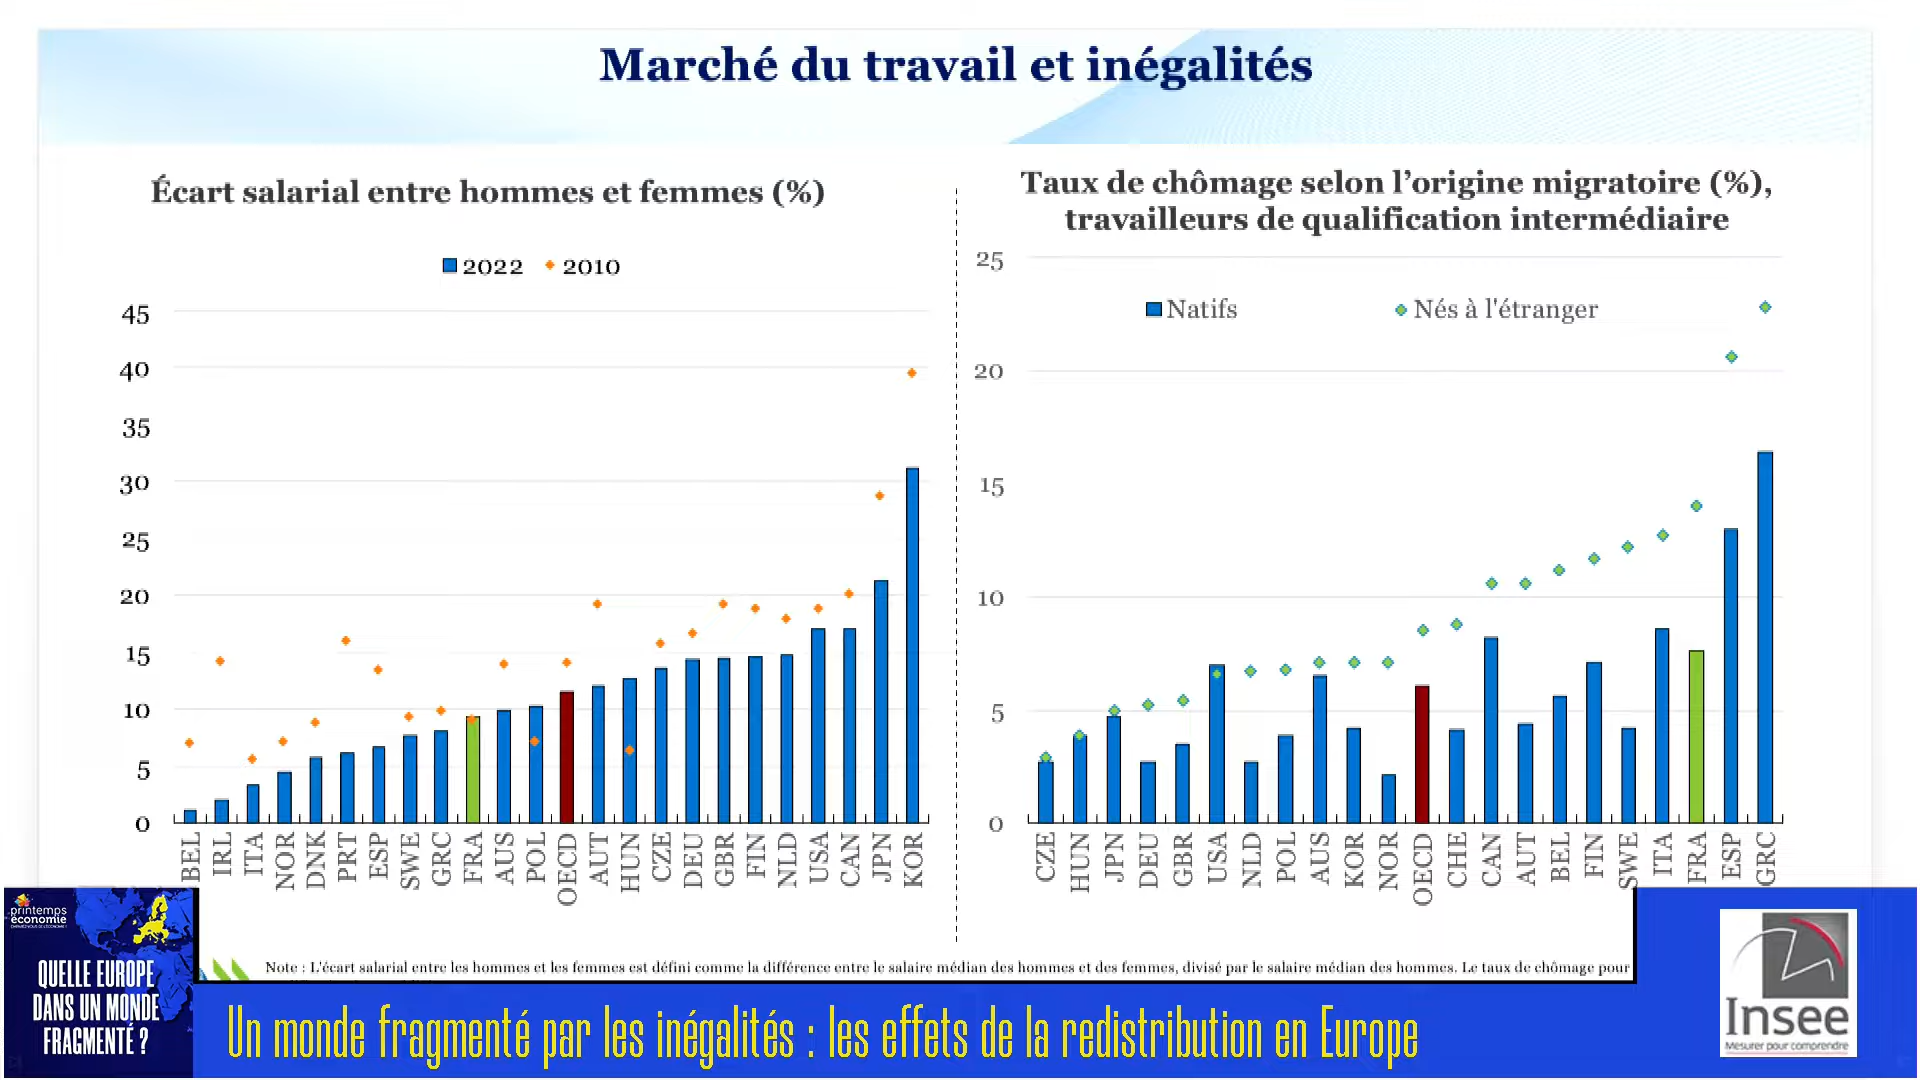 Marché du travail et inégalités
Écart salarial entre hommes et femmes (%)
2022 2010
45
40
35
30
25
20
15
10
5
0
BEL IRL ITA NOR DNK PRT ESP SWE GRC FRA AUS POL OECD AUT HUN CZE DEU GBR FIN NLD USA CAN JPN KOR
Taux de chômage selon l’origine migratoire (%),
travailleurs de qualification intermédiaire
Natifs Nés à l'étranger
25
20
15
10
5
0
CZE HUN JPN DEU GBR USA NLD POL AUS KOR NOR OECD CHE CAN AUT BEL FIN SWE ITA FRA ESP GRC
Note : L'écart salarial entre les hommes et les femmes est défini comme la différence entre le salaire médian des hommes et des femmes, divisé par le salaire médian des hommes. Le taux de chômage pour
printemps
économie
QUELLE EUROPE
DANS UN MONDE
FRAGMENTÉ ?
Un monde fragmenté par les inégalités : les effets de la redistribution en Europe
Insee
Mesurer pour comprendre